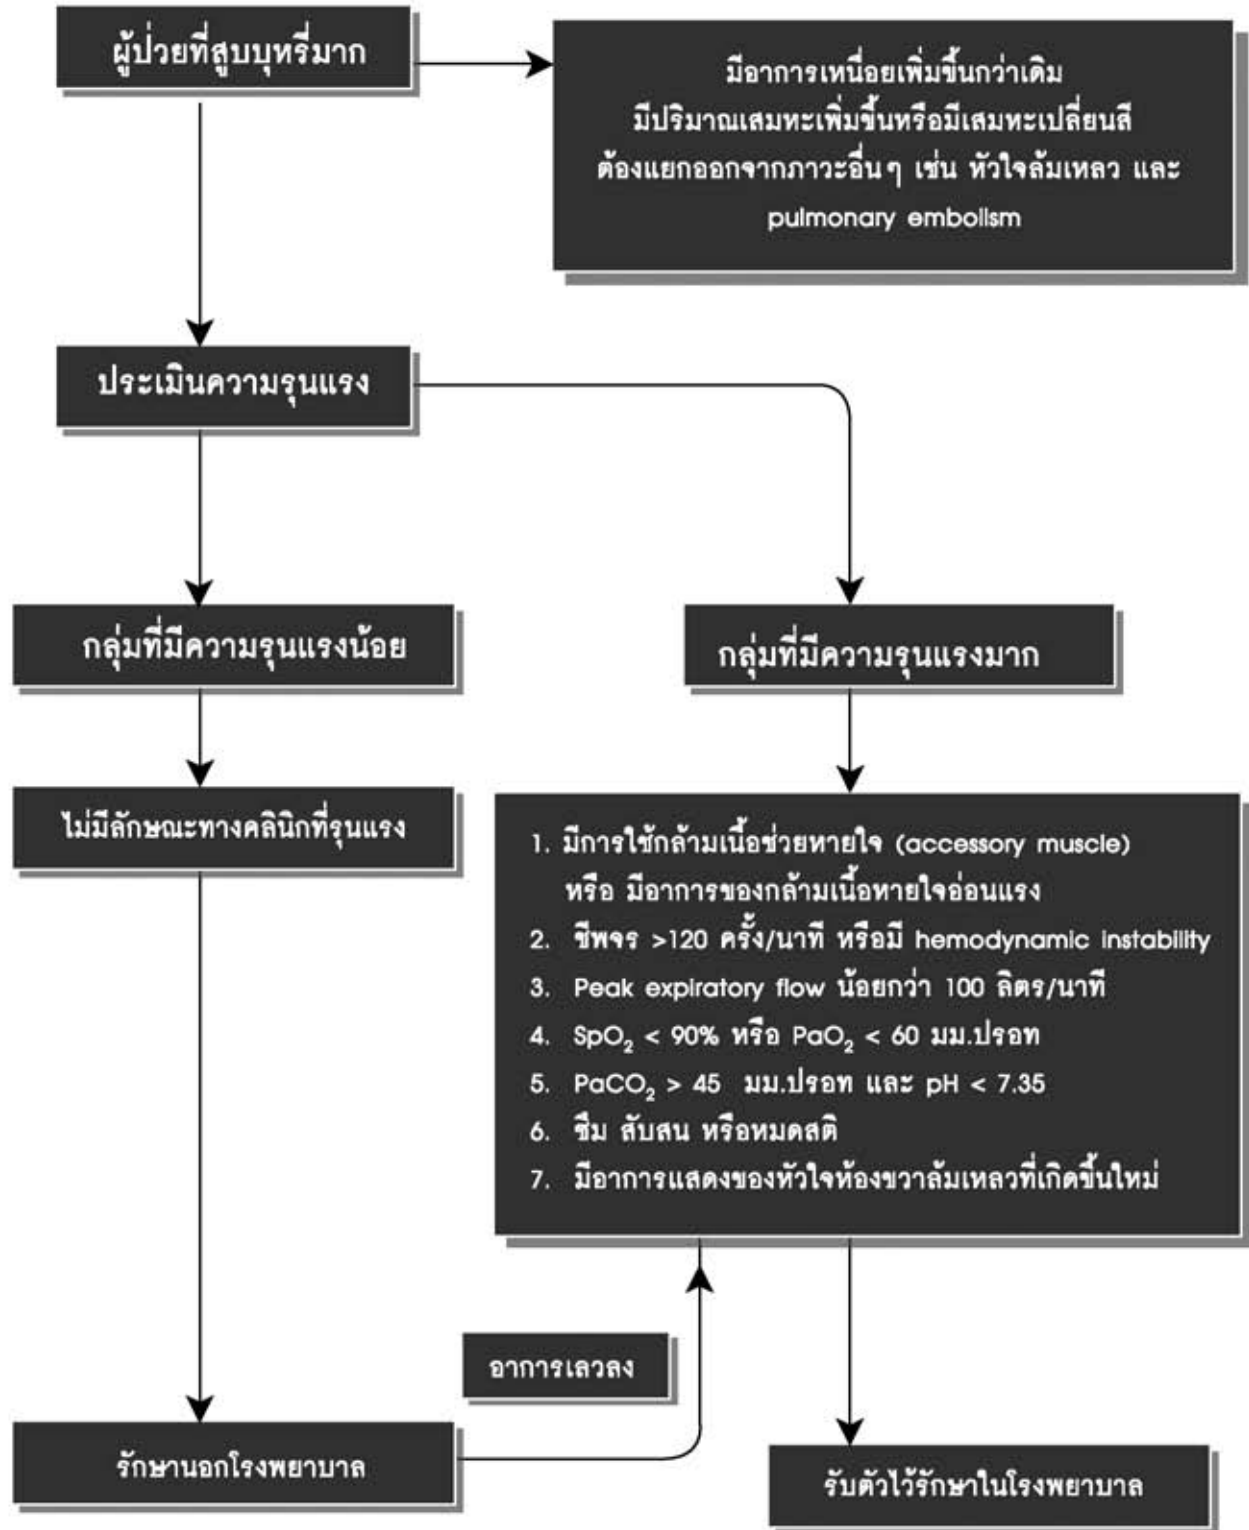 ผู้ป่วยที่สูบบุหรี่มาก
มีอาการเหนื่อยเพิ่มขึ้นกว่าเดิม
มีปริมาณเสมหะเพิ่มขึ้นหรือมีเสมหะเปลี่ยนสี
ต้องแยกออกจากภาวะอื่นๆ เช่น หัวใจล้มเหลว และ
pulmonary embolism
ประเมินความรุนแรง
กลุ่มที่มีความรุนแรงน้อย
กลุ่มที่มีความรุนแรงมาก
ไม่มีลักษณะทางคลินิกที่รุนแรง
1. มีการใช้กล้ามเนื้อช่วยหายใจ (accessory muscle)
หรือ มีอาการของกล้ามเนื้อหายใจอ่อนแรง
2. ชีพจร >120 ครั้ง/นาที หรือมี hemodynamic instability
3. Peak expiratory flow น้อยกว่า 100 ลิตร/นาที
4. SpO₂ < 90% หรือ PaO₂ < 60 มม.ปรอท
5. PaCO₂ > 45 มม.ปรอท และ pH < 7.35
6. ซึม สับสน หรือหมดสติ
7. มีอาการแสดงของหัวใจห้องขวาล้มเหลวที่เกิดขึ้นใหม่
อาการเลวลง
รักษานอกโรงพยาบาล
รับตัวไว้รักษาในโรงพยาบาล